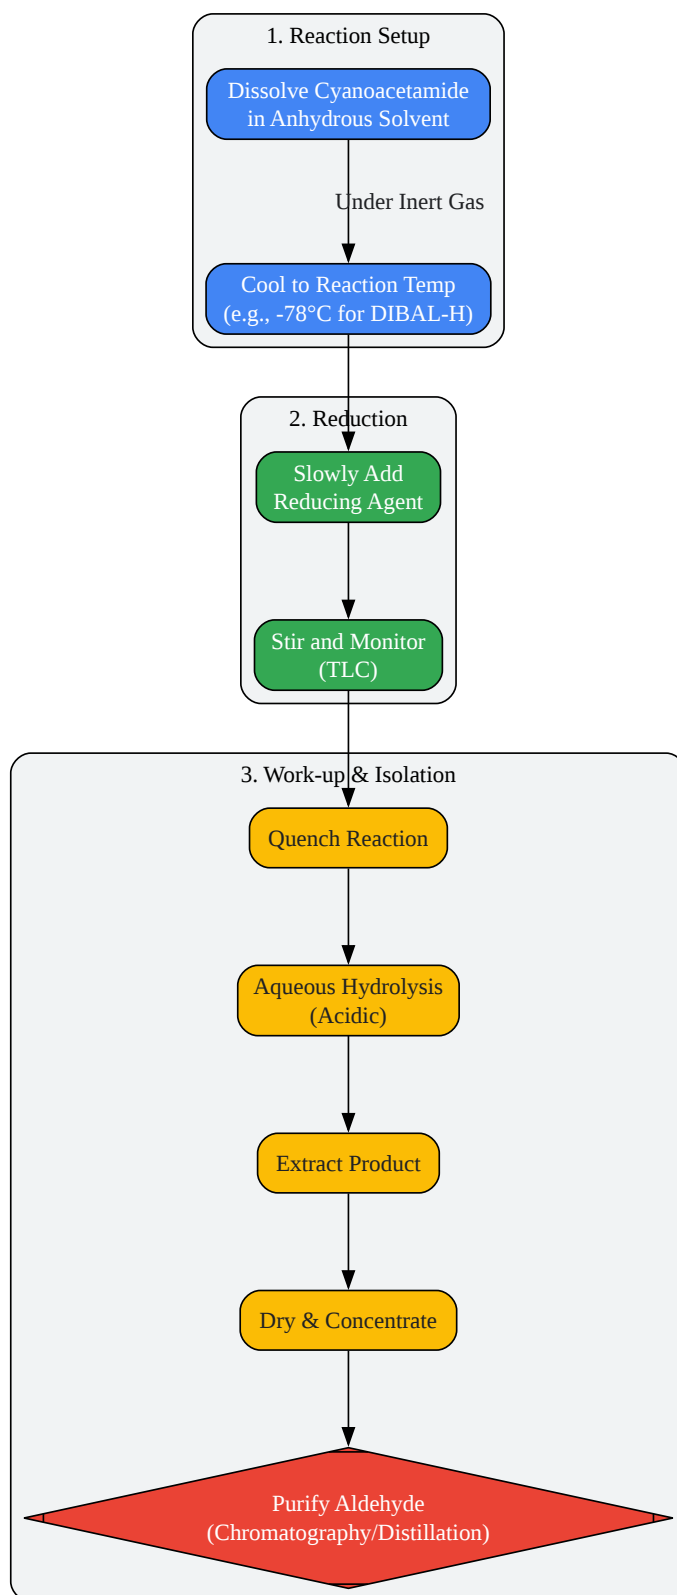 1. Reaction Setup
Dissolve Cyanoacetamide
in Anhydrous Solvent
Under Inert Gas
Cool to Reaction Temp
(e.g., -78°C for DIBAL-H)
2. Reduction
Slowly Add
Reducing Agent
Stir and Monitor
(TLC)
3. Work-up & Isolation
Quench Reaction
Aqueous Hydrolysis
(Acidic)
Extract Product
Dry & Concentrate
Purify Aldehyde
(Chromatography/Distillation)